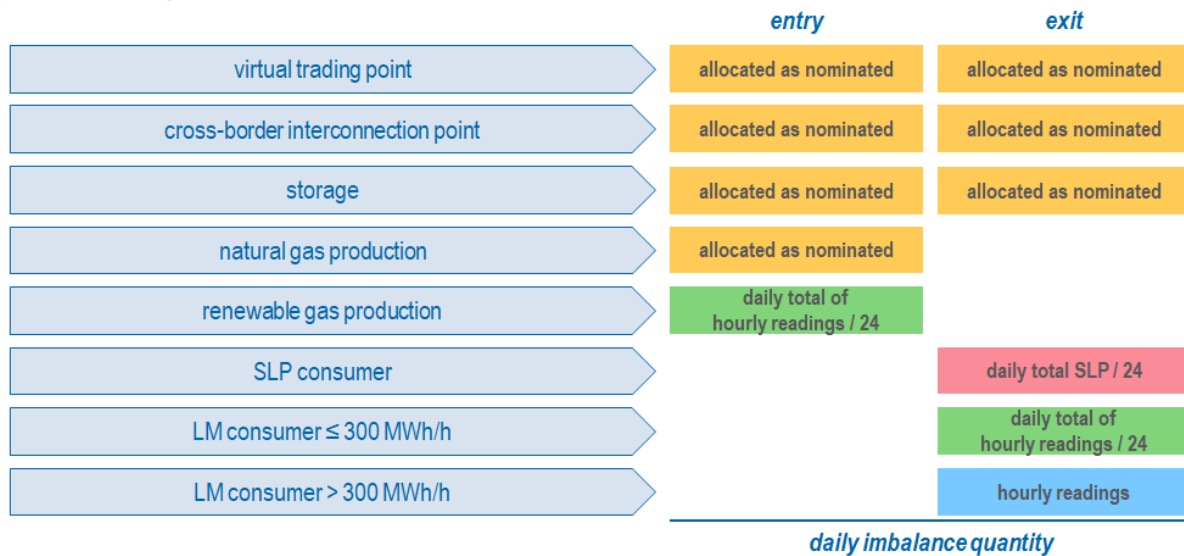 entry exit
virtual trading point allocated as nominated allocated as nominated
cross-border interconnection point allocated as nominated allocated as nominated
storage allocated as nominated allocated as nominated
natural gas production allocated as nominated
renewable gas production daily total of
hourly readings / 24
SLP consumer daily total SLP / 24
LM consumer ≤ 300 MWh/h daily total of
hourly readings / 24
LM consumer > 300 MWh/h hourly readings
daily imbalance quantity